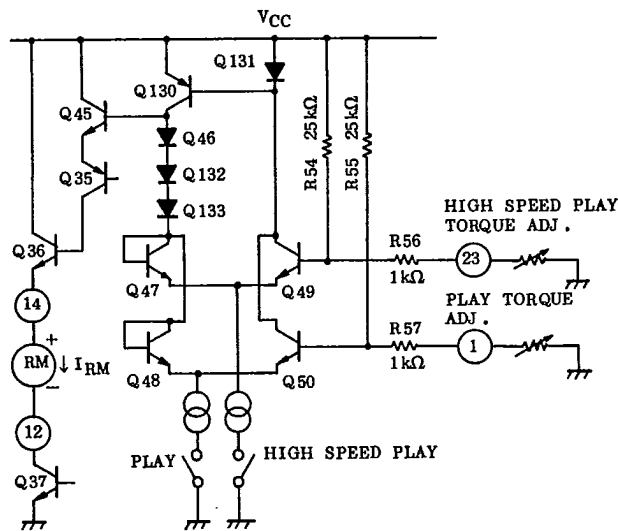 VCC
Q131
Q130
Q45
Q46
Q35
Q132
Q133
R54 25kΩ
R55 25kΩ
HIGH SPEED PLAY
TORQUE ADJ.
R56
1kΩ
23
Q36
Q47
Q49
14
PLAY TORQUE
ADJ.
R57
1kΩ
1
+
RM
↓ IRM
-
Q48
Q50
12
PLAY
HIGH SPEED PLAY
Q37